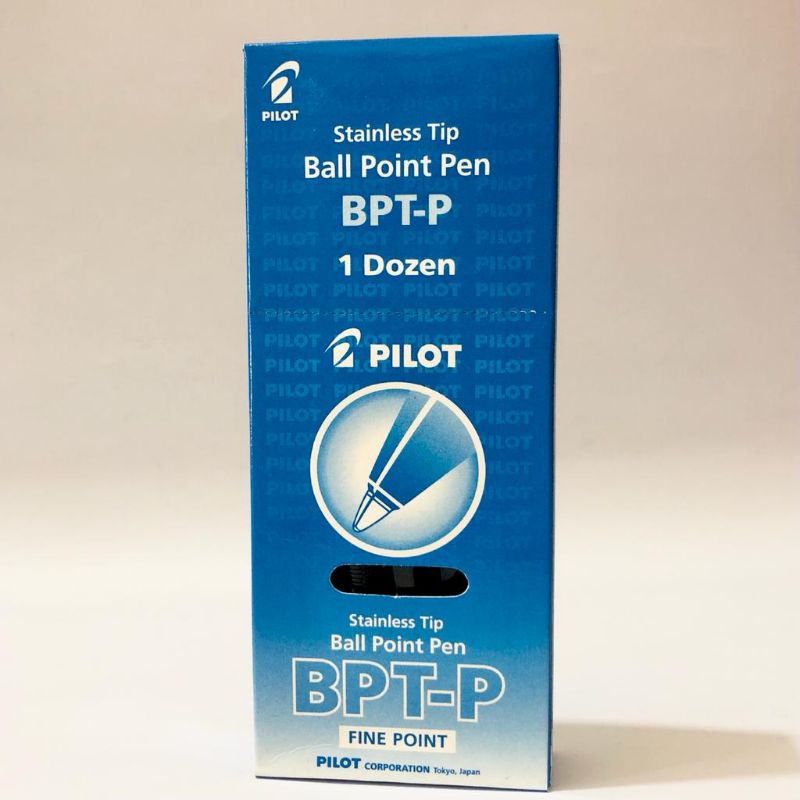 PILOT
Stainless Tip
Ball Point Pen
BPT-P
1 Dozen
PILOT
Stainless Tip
Ball Point Pen
BPT-P
FINE POINT
PILOT CORPORATION Tokyo, Japan